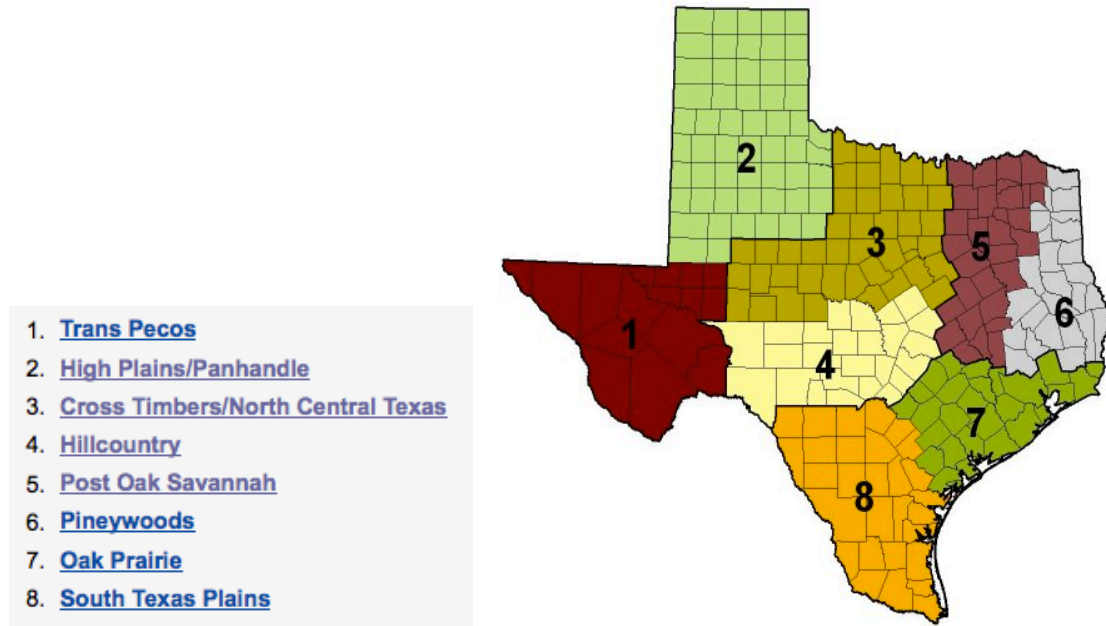 1. Trans Pecos
2. High Plains/Panhandle
3. Cross Timbers/North Central Texas
4. Hillcountry
5. Post Oak Savannah
6. Pineywoods
7. Oak Prairie
8. South Texas Plains
2
3
5
6
1
4
7
8